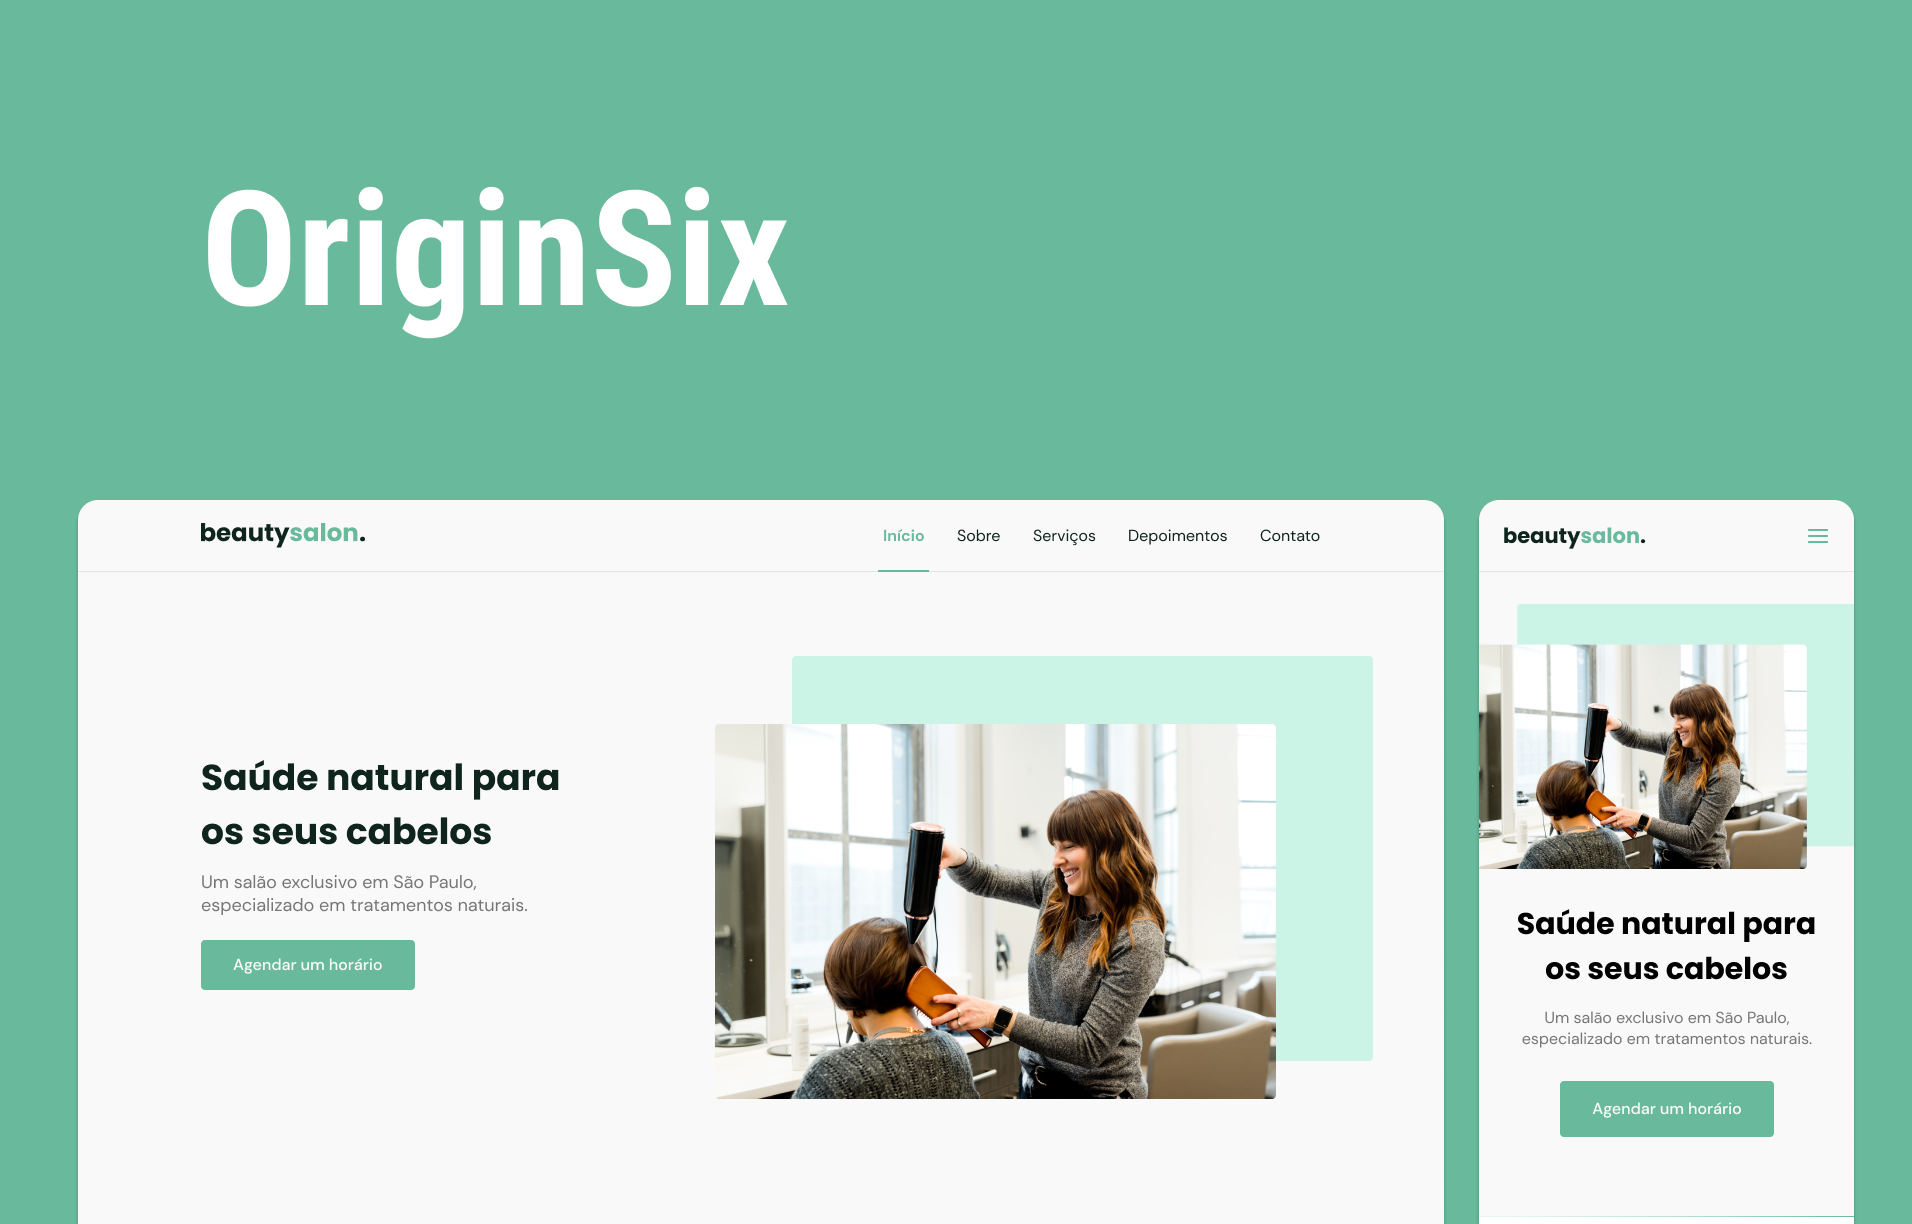 OriginSix
beautysalon.
Início Sobre Serviços Depoimentos Contato
Saúde natural para
os seus cabelos
Um salão exclusivo em São Paulo,
especializado em tratamentos naturais.
Agendar um horário
beautysalon.
Saúde natural para
os seus cabelos
Um salão exclusivo em São Paulo,
especializado em tratamentos naturais.
Agendar um horário